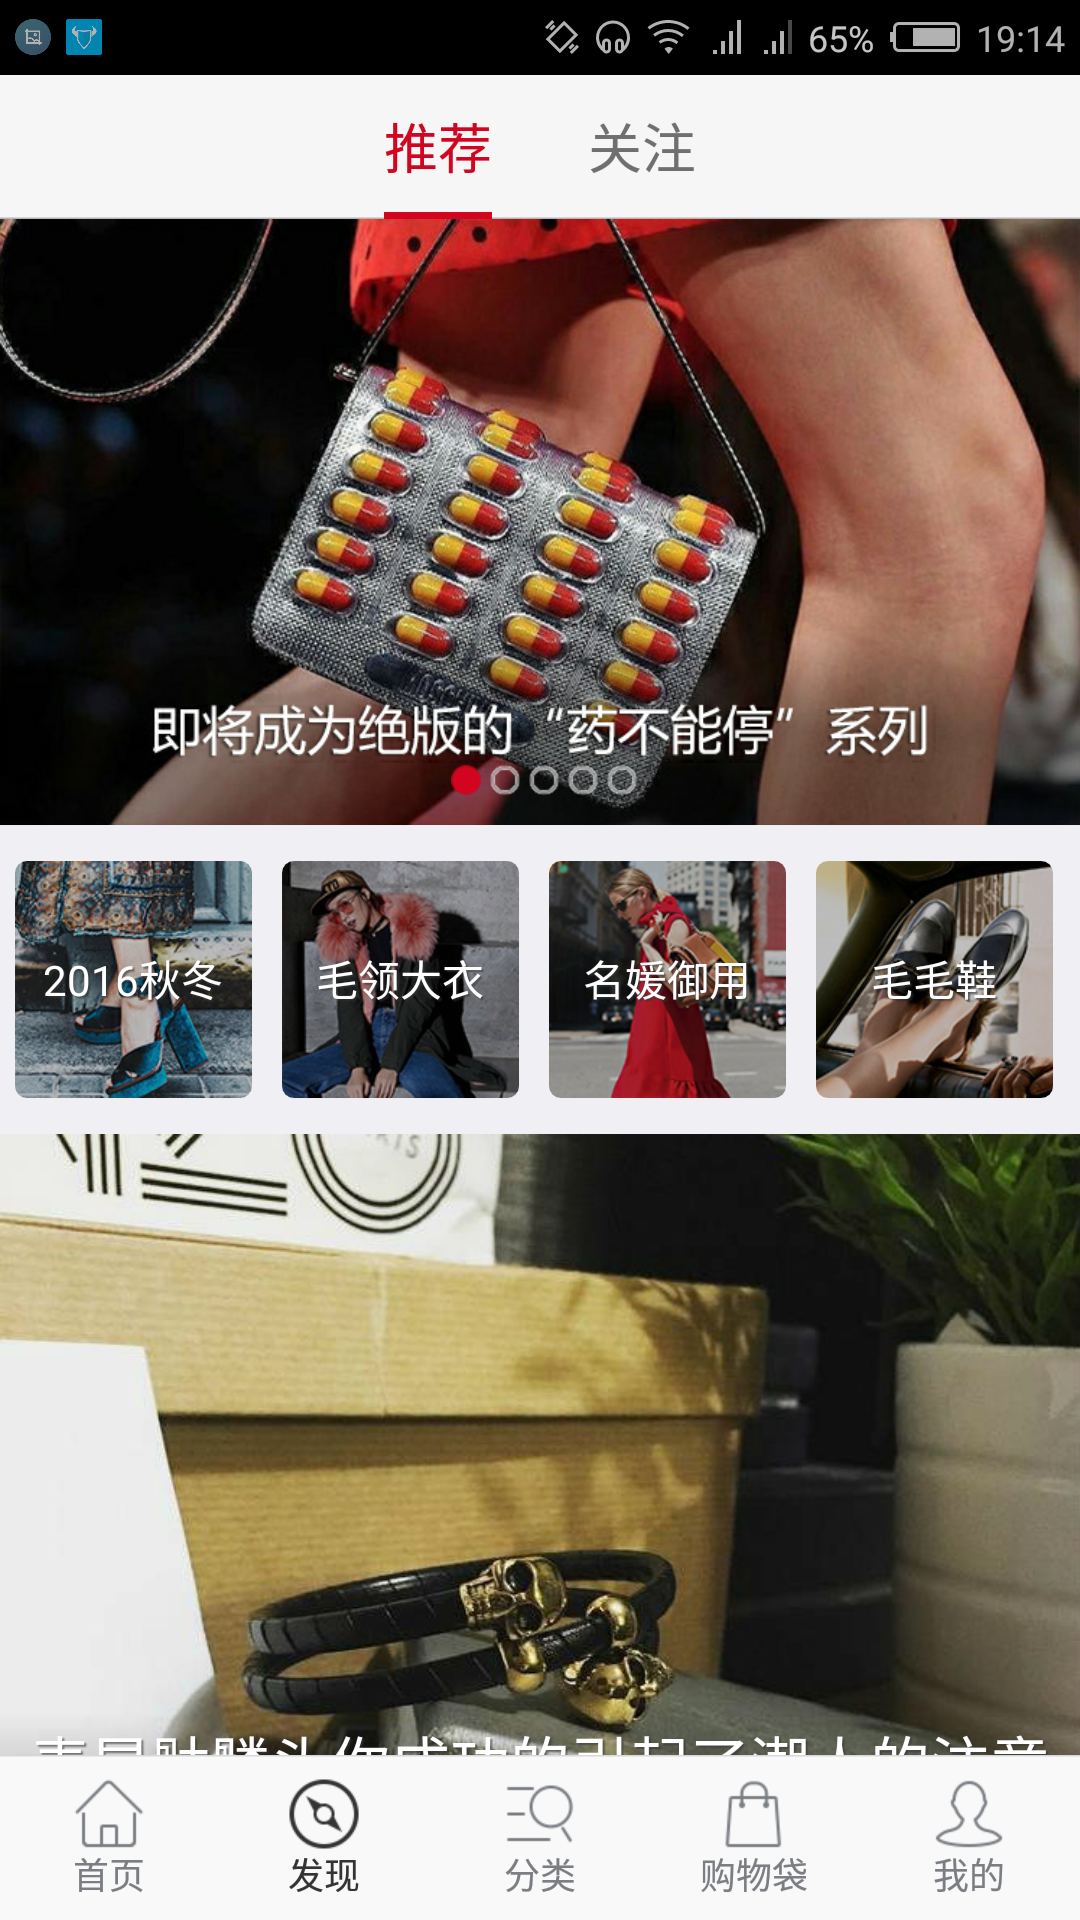 65% 19:14
推荐 关注
即将成为绝版的“药不能停”系列
2016秋冬 毛领大衣 名媛御用 毛毛鞋
首页 发现 分类 购物袋 我的